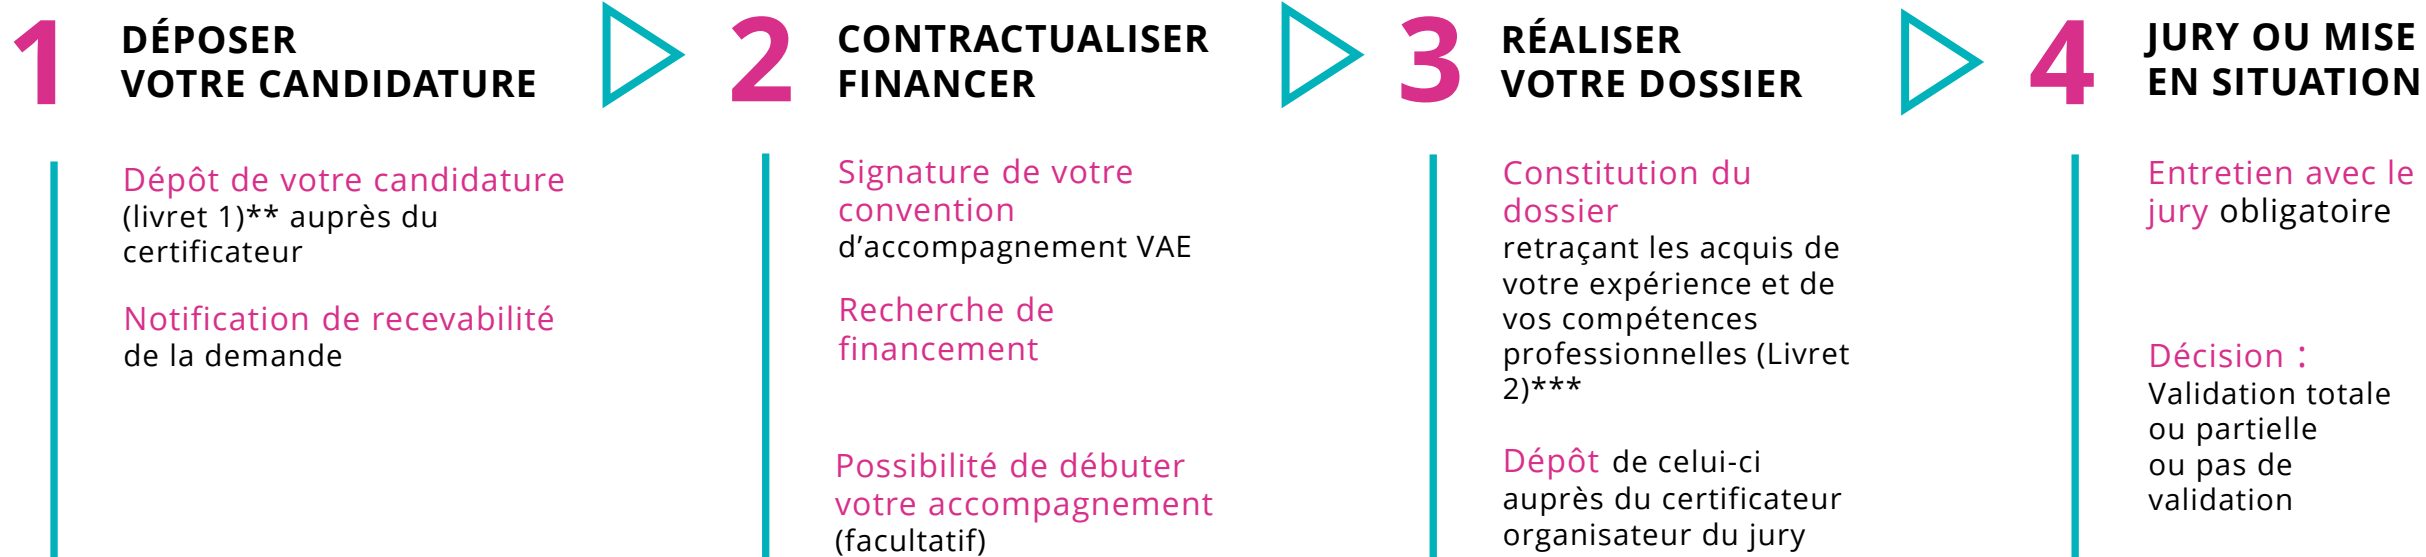 1
DÉPOSER
VOTRE CANDIDATURE
Dépôt de votre candidature
(livret 1)** auprès du
certificateur
Notification de recevabilité
de la demande
2
CONTRACTUALISER
FINANCER
Signature de votre
convention
d’accompagnement VAE
Recherche de
financement
Possibilité de débuter
votre accompagnement
(facultatif)
3
RÉALISER
VOTRE DOSSIER
Constitution du
dossier
retraçant les acquis de
votre expérience et de
vos compétences
professionnelles (Livret
2)***
Dépôt de celui-ci
auprès du certificateur
organisateur du jury
4
JURY OU MISE
EN SITUATION
Entretien avec le
jury obligatoire
Décision :
Validation totale
ou partielle
ou pas de
validation